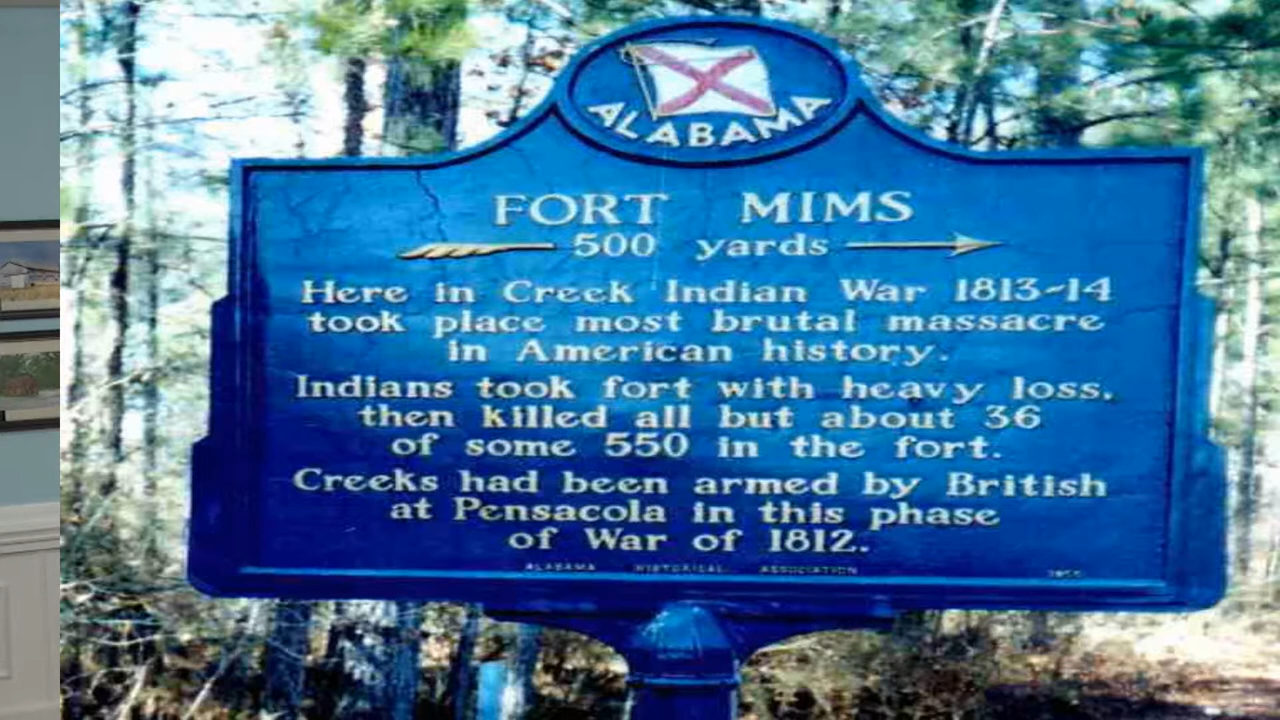 ALABAMA
FORT MIMS
500 yards
Here in Creek Indian War 1813-14
took place most brutal massacre
in American history.
Indians took fort with heavy loss,
then killed all but about 36
of some 550 in the fort.
Creeks had been armed by British
at Pensacola in this phase
of War of 1812.
ALABAMA HISTORICAL ASSOCIATION